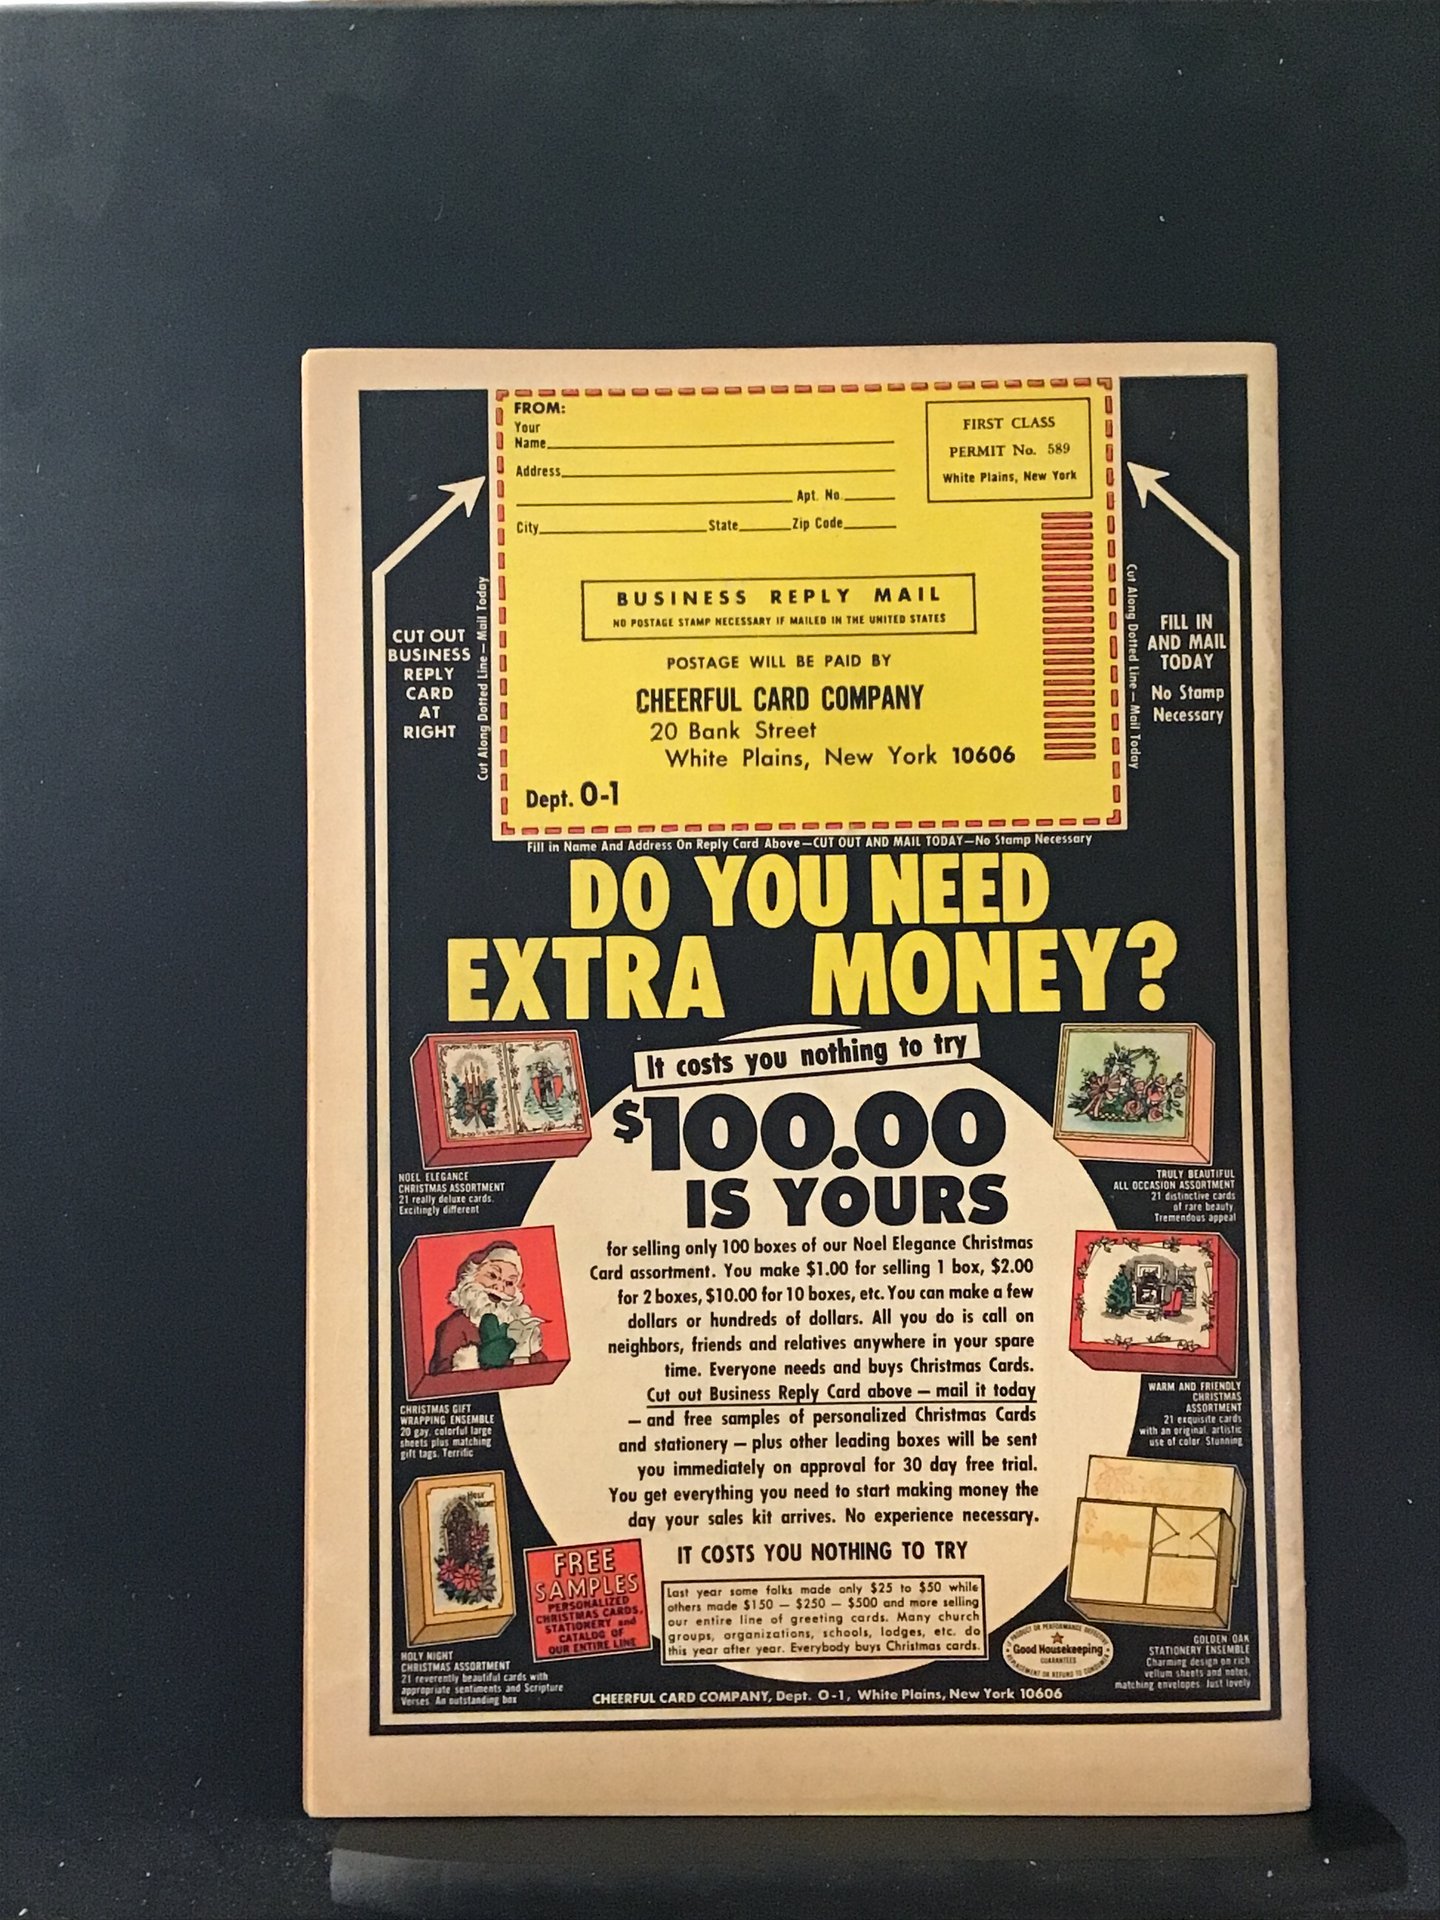 FROM:
Your
Name
Address
Apt. No.
City State Zip Code
FIRST CLASS
PERMIT No. 589
White Plains, New York
BUSINESS REPLY MAIL
NO POSTAGE STAMP NECESSARY IF MAILED IN THE UNITED STATES
POSTAGE WILL BE PAID BY
CHEERFUL CARD COMPANY
20 Bank Street
White Plains, New York 10606
Dept. O-1
CUT OUT
BUSINESS
REPLY
CARD
AT
RIGHT
Cut Along Dotted Line—Mail Today
Cut Along Dotted Line—Mail Today
FILL IN
AND MAIL
TODAY
No Stamp
Necessary
Fill in Name And Address On Reply Card Above—CUT OUT AND MAIL TODAY—No Stamp Necessary
DO YOU NEED
EXTRA MONEY?
It costs you nothing to try
$100.00
IS YOURS
for selling only 100 boxes of our Noel Elegance Christmas
Card assortment. You make $1.00 for selling 1 box, $2.00
for 2 boxes, $10.00 for 10 boxes, etc. You can make a few
dollars or hundreds of dollars. All you do is call on
neighbors, friends and relatives anywhere in your spare
time. Everyone needs and buys Christmas Cards.
Cut out Business Reply Card above — mail it today
— and free samples of personalized Christmas Cards
and stationery — plus other leading boxes will be sent
you immediately on approval for 30 day free trial.
You get everything you need to start making money the
day your sales kit arrives. No experience necessary.
IT COSTS YOU NOTHING TO TRY
Last year some folks made only $25 to $50 while
others made $150 — $250 — $500 and more selling
our entire line of greeting cards. Many church
groups, organizations, schools, lodges, etc. do
this year after year. Everybody buys Christmas cards.
NOEL ELEGANCE
CHRISTMAS ASSORTMENT
21 really deluxe cards.
Excitingly different
CHRISTMAS GIFT
WRAPPING ENSEMBLE
20 gay, colorful large
sheets plus matching
gift tags. Terrific
HOLY NIGHT
HOLY NIGHT
CHRISTMAS ASSORTMENT
21 reverently beautiful cards with
appropriate sentiments and Scripture
Verses. An outstanding box
FREE
SAMPLES
PERSONALIZED
CHRISTMAS CARDS,
STATIONERY and
CATALOG OF
OUR ENTIRE LINE
TRULY BEAUTIFUL
ALL OCCASION ASSORTMENT
21 distinctive cards
of rare beauty.
Tremendous appeal
WARM AND FRIENDLY
CHRISTMAS
ASSORTMENT
21 exquisite cards
with an original, artistic
use of color. Stunning
GOLDEN OAK
STATIONERY ENSEMBLE
Charming design on rich
vellum sheets and notes,
matching envelopes. Just lovely
Good Housekeeping
GUARANTEES
CHEERFUL CARD COMPANY, Dept. O-1, White Plains, New York 10606